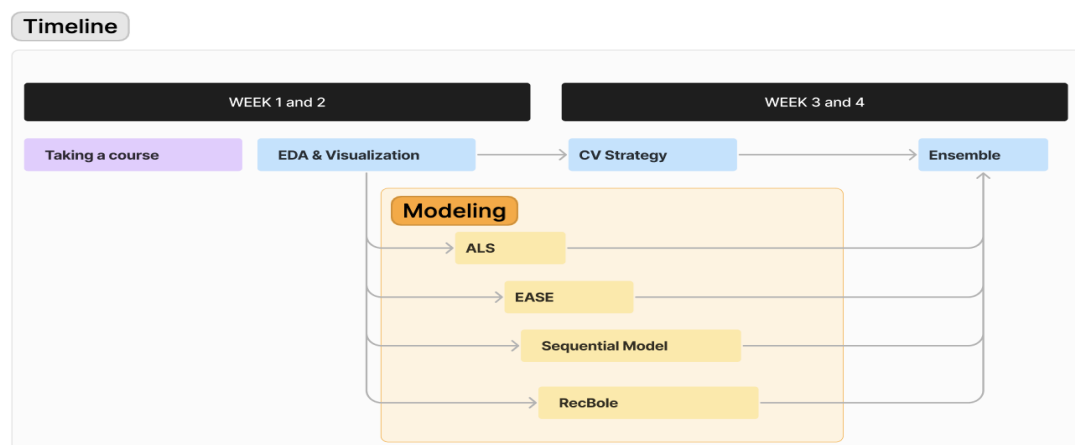 Timeline
WEEK 1 and 2
WEEK 3 and 4
Taking a course
EDA & Visualization
CV Strategy
Ensemble
Modeling
ALS
EASE
Sequential Model
RecBole